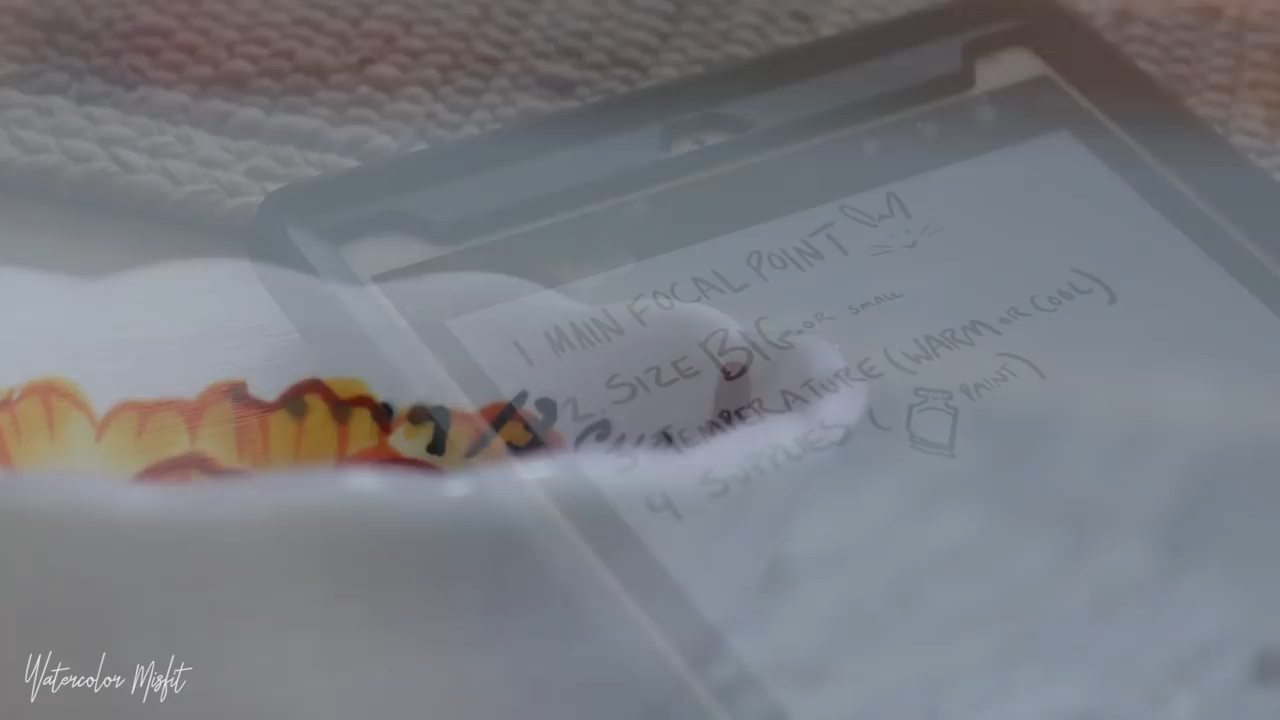 1 MAIN FOCAL POINT
2. SIZE BIG OR SMALL
3. TEMPERATURE (WARM OR COOL)
4. SUPPLIES ( PAINT)
Watercolor Misfit